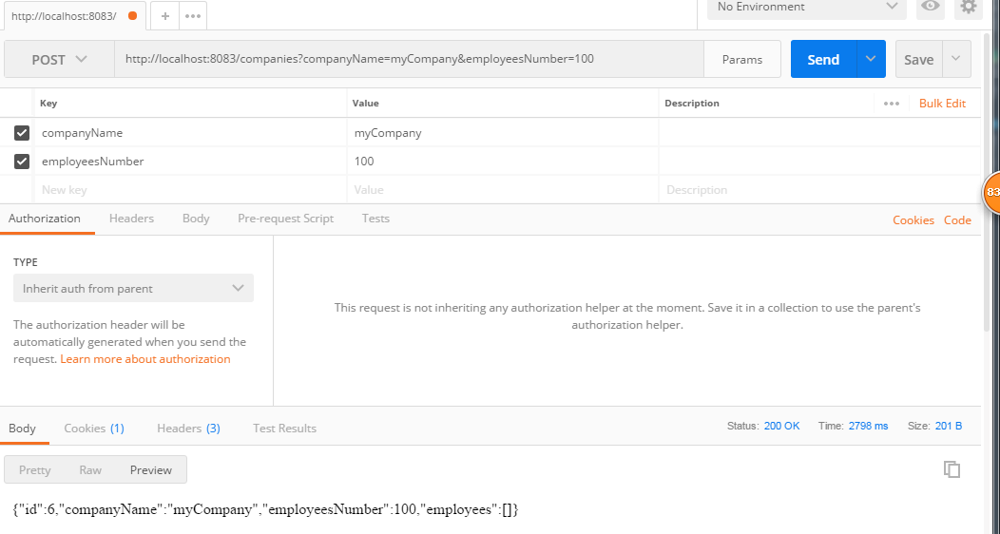 http://localhost:8083/
No Environment
POST
http://localhost:8083/companies?companyName=myCompany&employeesNumber=100
Params
Send
Save
Key Value Description
Bulk Edit
companyName myCompany
employeesNumber 100
New key Value Description
83
Authorization Headers Body Pre-request Script Tests
Cookies Code
TYPE
Inherit auth from parent
The authorization header will be
automatically generated when you send the
request. Learn more about authorization
This request is not inheriting any authorization helper at the moment. Save it in a collection to use the parent's
authorization helper.
Body Cookies (1) Headers (3) Test Results
Status: 200 OK Time: 2798 ms Size: 201 B
Pretty Raw Preview
{"id":6,"companyName":"myCompany","employeesNumber":100,"employees":[]}